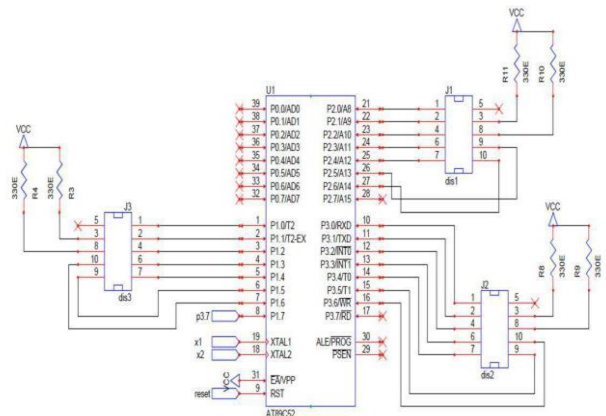 VCC
R11
330E
R10
330E
U1
J1
39 P0.0/AD0 P2.0/A8 21
38 P0.1/AD1 P2.1/A9 22
37 P0.2/AD2 P2.2/A10 23
36 P0.3/AD3 P2.3/A11 24
35 P0.4/AD4 P2.4/A12 25
34 P0.5/AD5 P2.5/A13 26
33 P0.6/AD6 P2.6/A14 27
32 P0.7/AD7 P2.7/A15 28
1 5
2 3
4 8
6 9
7 10
dis1
VCC
330E
R4
330E
R3
J3
5 1
3 2
8 4
10 6
9 7
dis3
1 P1.0/T2 P3.0/RXD 10
2 P1.1/T2-EX P3.1/TXD 11
3 P1.2 P3.2/INT0 12
4 P1.3 P3.3/INT1 13
5 P1.4 P3.4/T0 14
6 P1.5 P3.5/T1 15
7 P1.6 P3.6/WR 16
8 P1.7 P3.7/RD 17
p3.7
x1 19 XTAL1 ALE/PROG 30
x2 18 XTAL2 PSEN 29
VCC 31 EA/VPP
reset 9 RST
AT89C52
VCC
R8
330E
R9
330E
J2
1 5
2 3
4 8
6 10
7 9
dis2